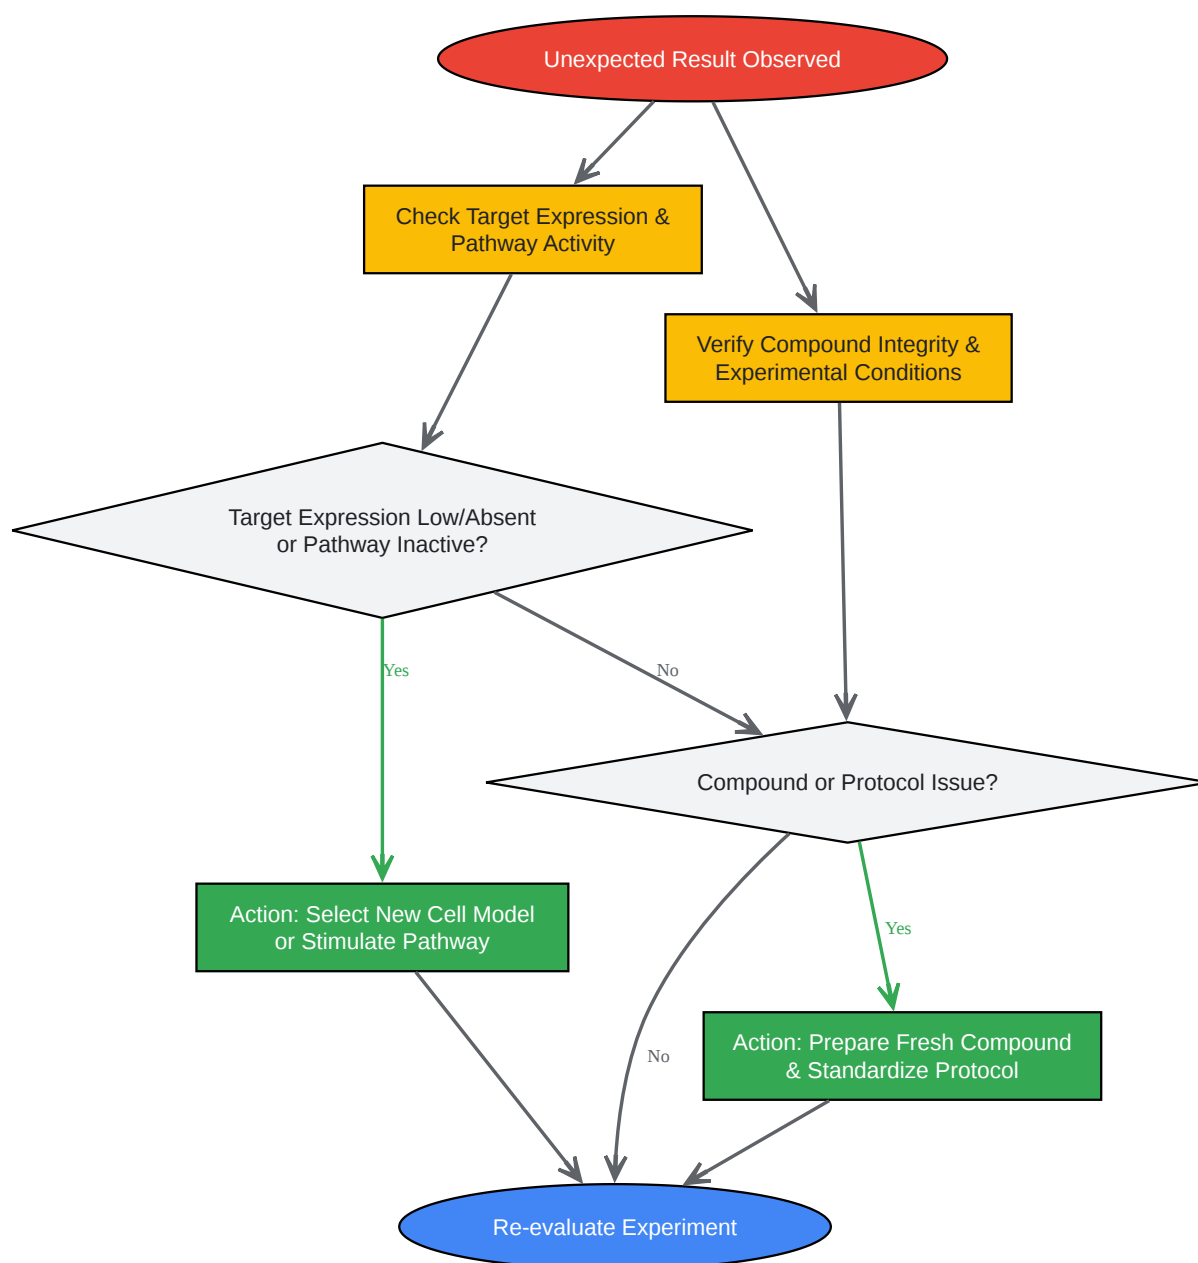 Unexpected Result Observed
Check Target Expression &
Pathway Activity
Verify Compound Integrity &
Experimental Conditions
Target Expression Low/Absent
or Pathway Inactive?
Yes
No
Compound or Protocol Issue?
Action: Select New Cell Model
or Stimulate Pathway
Yes
No
Action: Prepare Fresh Compound
& Standardize Protocol
Re-evaluate Experiment